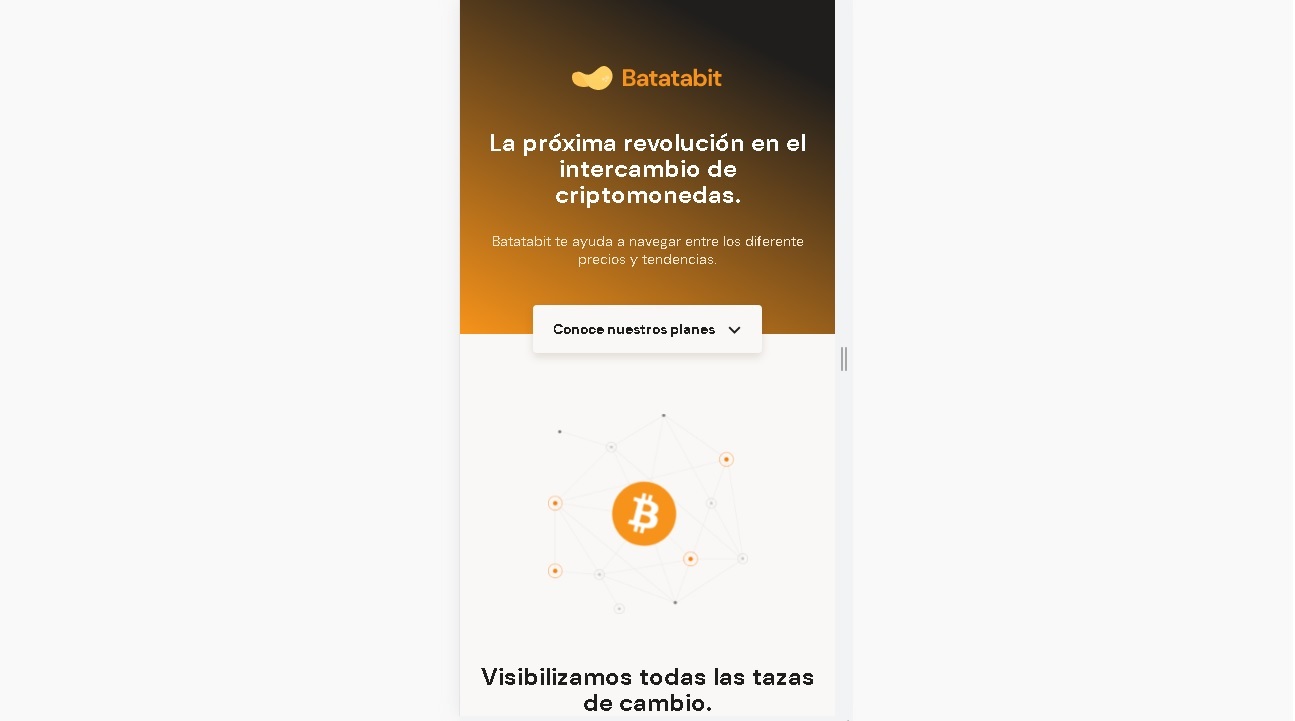 Batatabit
La próxima revolución en el
intercambio de
criptomonedas.
Batatabit te ayuda a navegar entre los diferente
precios y tendencias.
Conoce nuestros planes
Visibilizamos todas las tazas
de cambio.